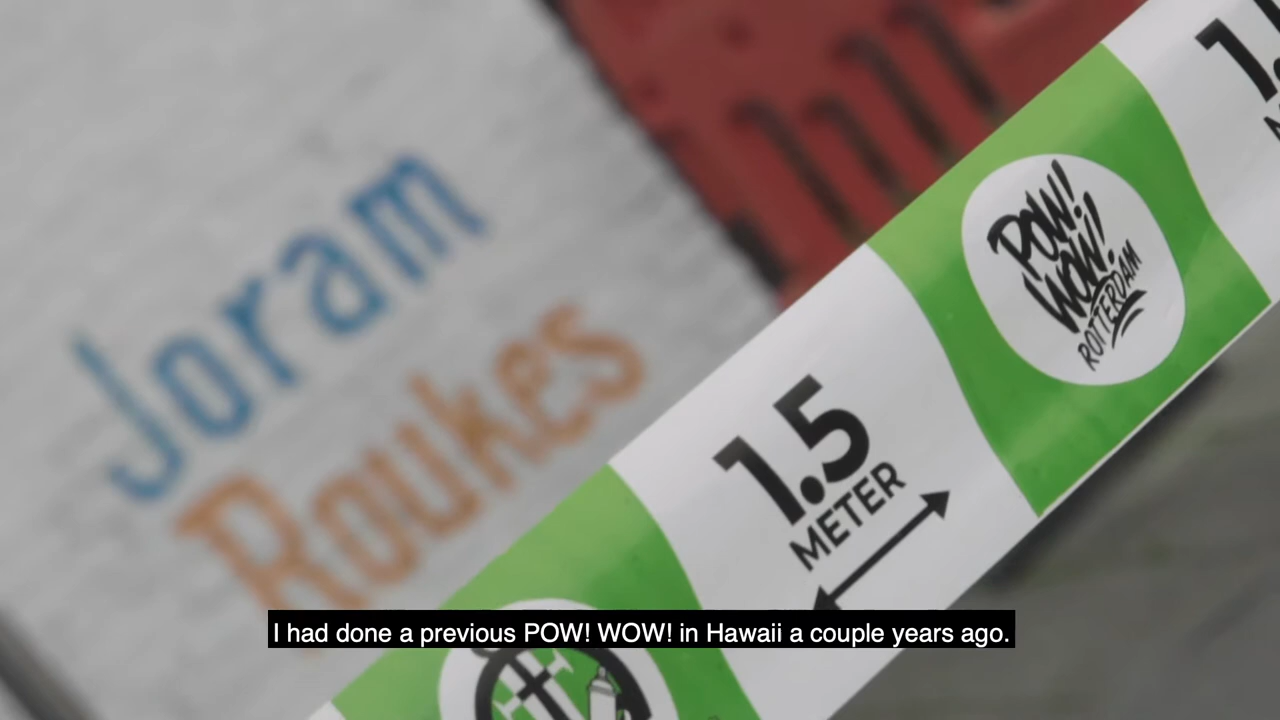 Joram
Roukes
1.5
METER
POW!
WOW!
ROTTERDAM
I had done a previous POW! WOW! in Hawaii a couple years ago.